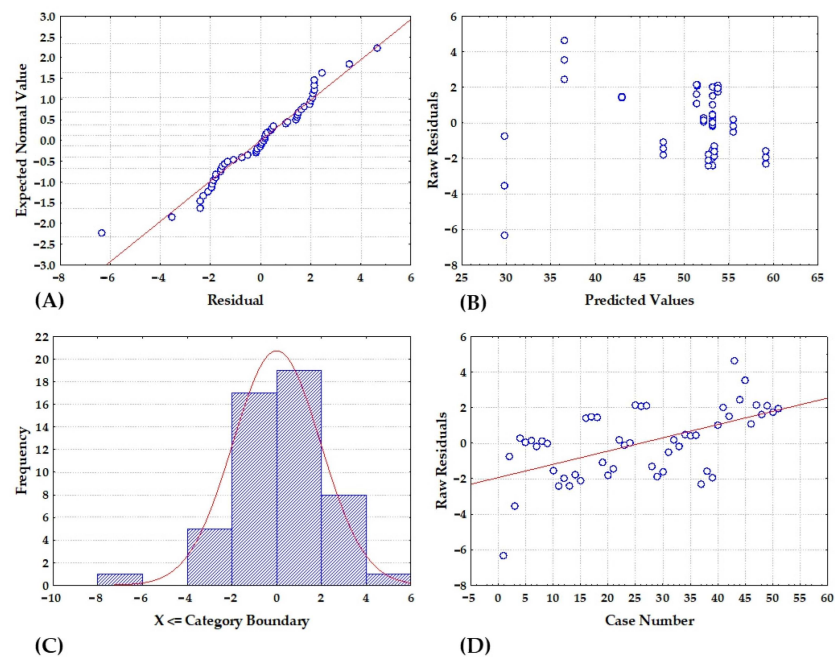 3.0
2.5
2.0
1.5
1.0
0.5
0.0
−0.5
−1.0
−1.5
−2.0
−2.5
−3.0
Expected Normal Value
−8 −6 −4 −2 0 2 4 6
Residual
(A)
8
6
4
2
0
−2
−4
−6
−8
Raw Residuals
25 30 35 40 45 50 55 60 65
Predicted Values
(B)
22
20
18
16
14
12
10
8
6
4
2
0
Frequency
−10 −8 −6 −4 −2 0 2 4 6
X <= Category Boundary
(C)
6
4
2
0
−2
−4
−6
−8
Raw Residuals
−5 0 5 10 15 20 25 30 35 40 45 50 55 60
Case Number
(D)